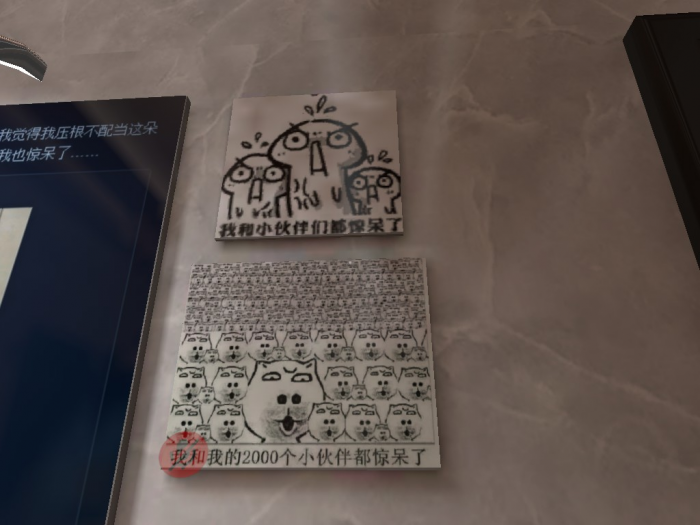 我觉得我压根不配当这朵
我也惊呆了……
我和小伙伴们都惊呆了
我和我的2000个小伙伴都惊呆了